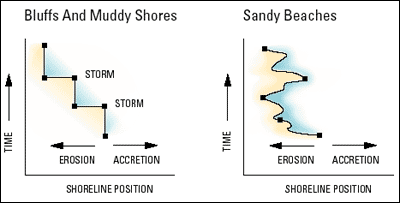 Bluffs And Muddy Shores
STORM
STORM
TIME
EROSION
ACCRETION
SHORELINE POSITION
Sandy Beaches
TIME
EROSION
ACCRETION
SHORELINE POSITION